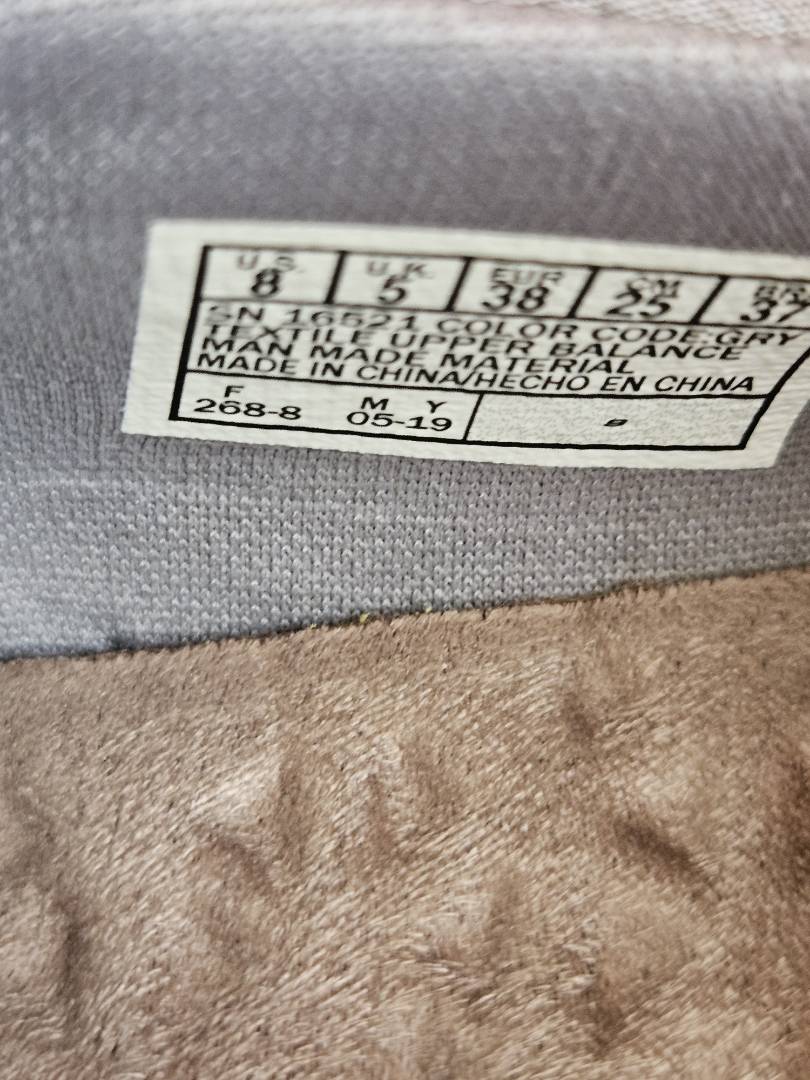 U.S. U.K. EUR CM BRA
8 5 38 25 37
SN 16521 COLOR CODE:GRY
TEXTILE UPPER BALANCE
MAN MADE MATERIAL
MADE IN CHINA/HECHO EN CHINA
F M Y
268-8 05-19